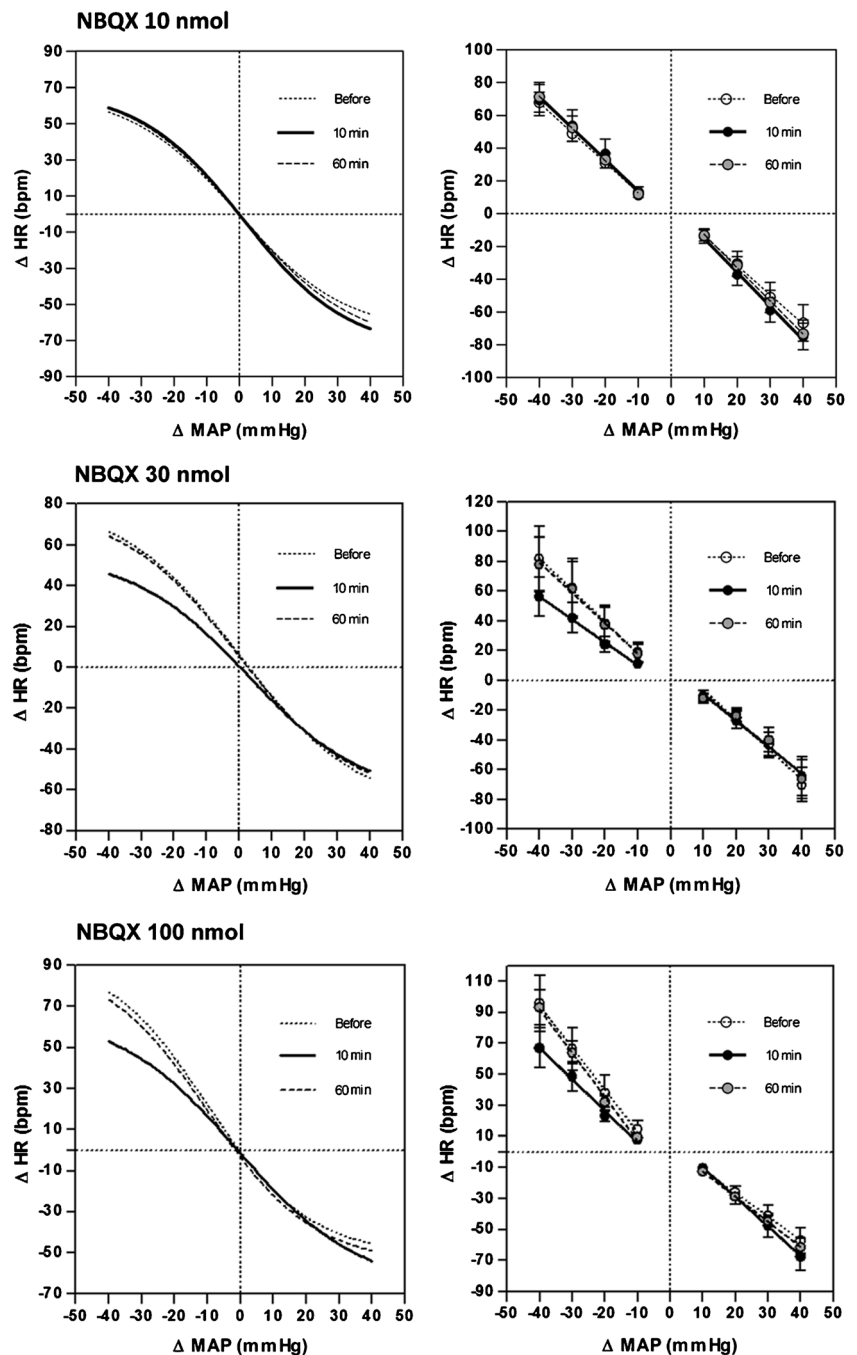 NBQX 10 nmol
90
70
50
30
10
-10
-30
-50
-70
-90
Δ HR (bpm)
-50 -40 -30 -20 -10 0 10 20 30 40 50
Δ MAP (mmHg)
Before
10 min
60 min
100
80
60
40
20
0
-20
-40
-60
-80
-100
Δ HR (bpm)
-50 -40 -30 -20 -10 0 10 20 30 40 50
Δ MAP (mmHg)
Before
10 min
60 min
NBQX 30 nmol
80
60
40
20
0
-20
-40
-60
-80
Δ HR (bpm)
-50 -40 -30 -20 -10 0 10 20 30 40 50
Δ MAP (mmHg)
Before
10 min
60 min
120
100
80
60
40
20
0
-20
-40
-60
-80
-100
Δ HR (bpm)
-50 -40 -30 -20 -10 0 10 20 30 40 50
Δ MAP (mmHg)
Before
10 min
60 min
NBQX 100 nmol
90
70
50
30
10
-10
-30
-50
-70
Δ HR (bpm)
-50 -40 -30 -20 -10 0 10 20 30 40 50
Δ MAP (mmHg)
Before
10 min
60 min
110
90
70
50
30
10
-10
-30
-50
-70
-90
Δ HR (bpm)
-50 -40 -30 -20 -10 0 10 20 30 40 50
Δ MAP (mmHg)
Before
10 min
60 min